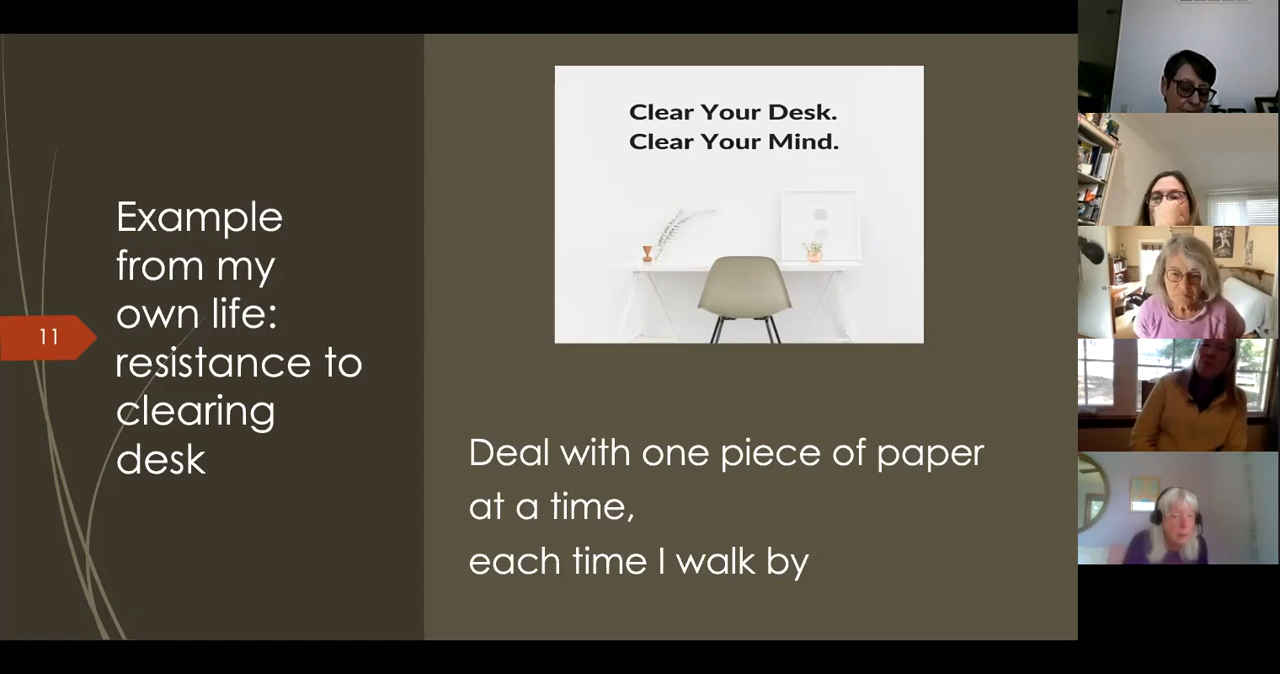 Example
from my
own life:
11
resistance to
clearing
desk
Clear Your Desk.
Clear Your Mind.
Deal with one piece of paper
at a time,
each time I walk by